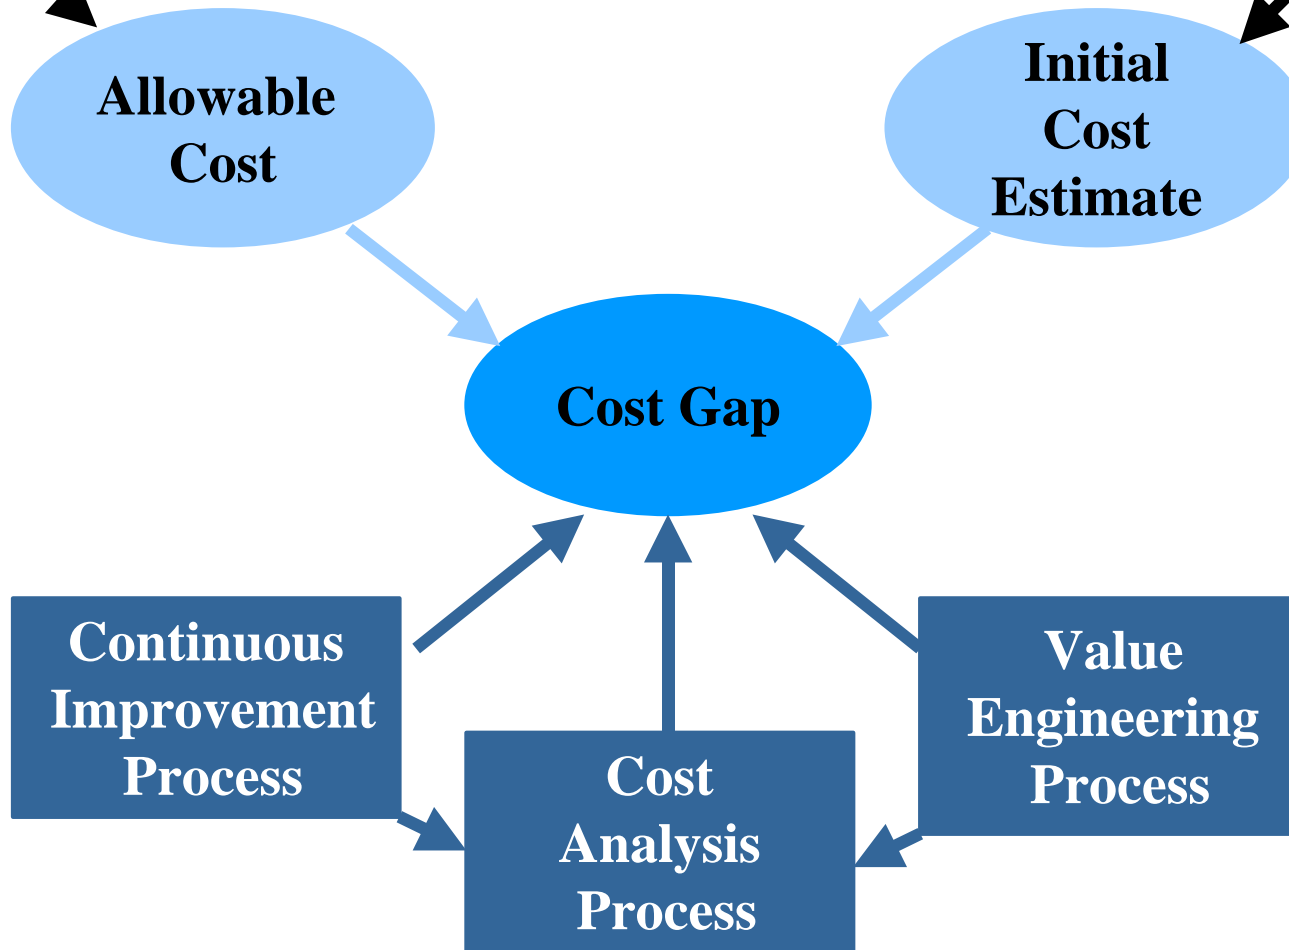 Allowable
Cost
Initial
Cost
Estimate
Cost Gap
Continuous
Improvement
Process
Cost
Analysis
Process
Value
Engineering
Process